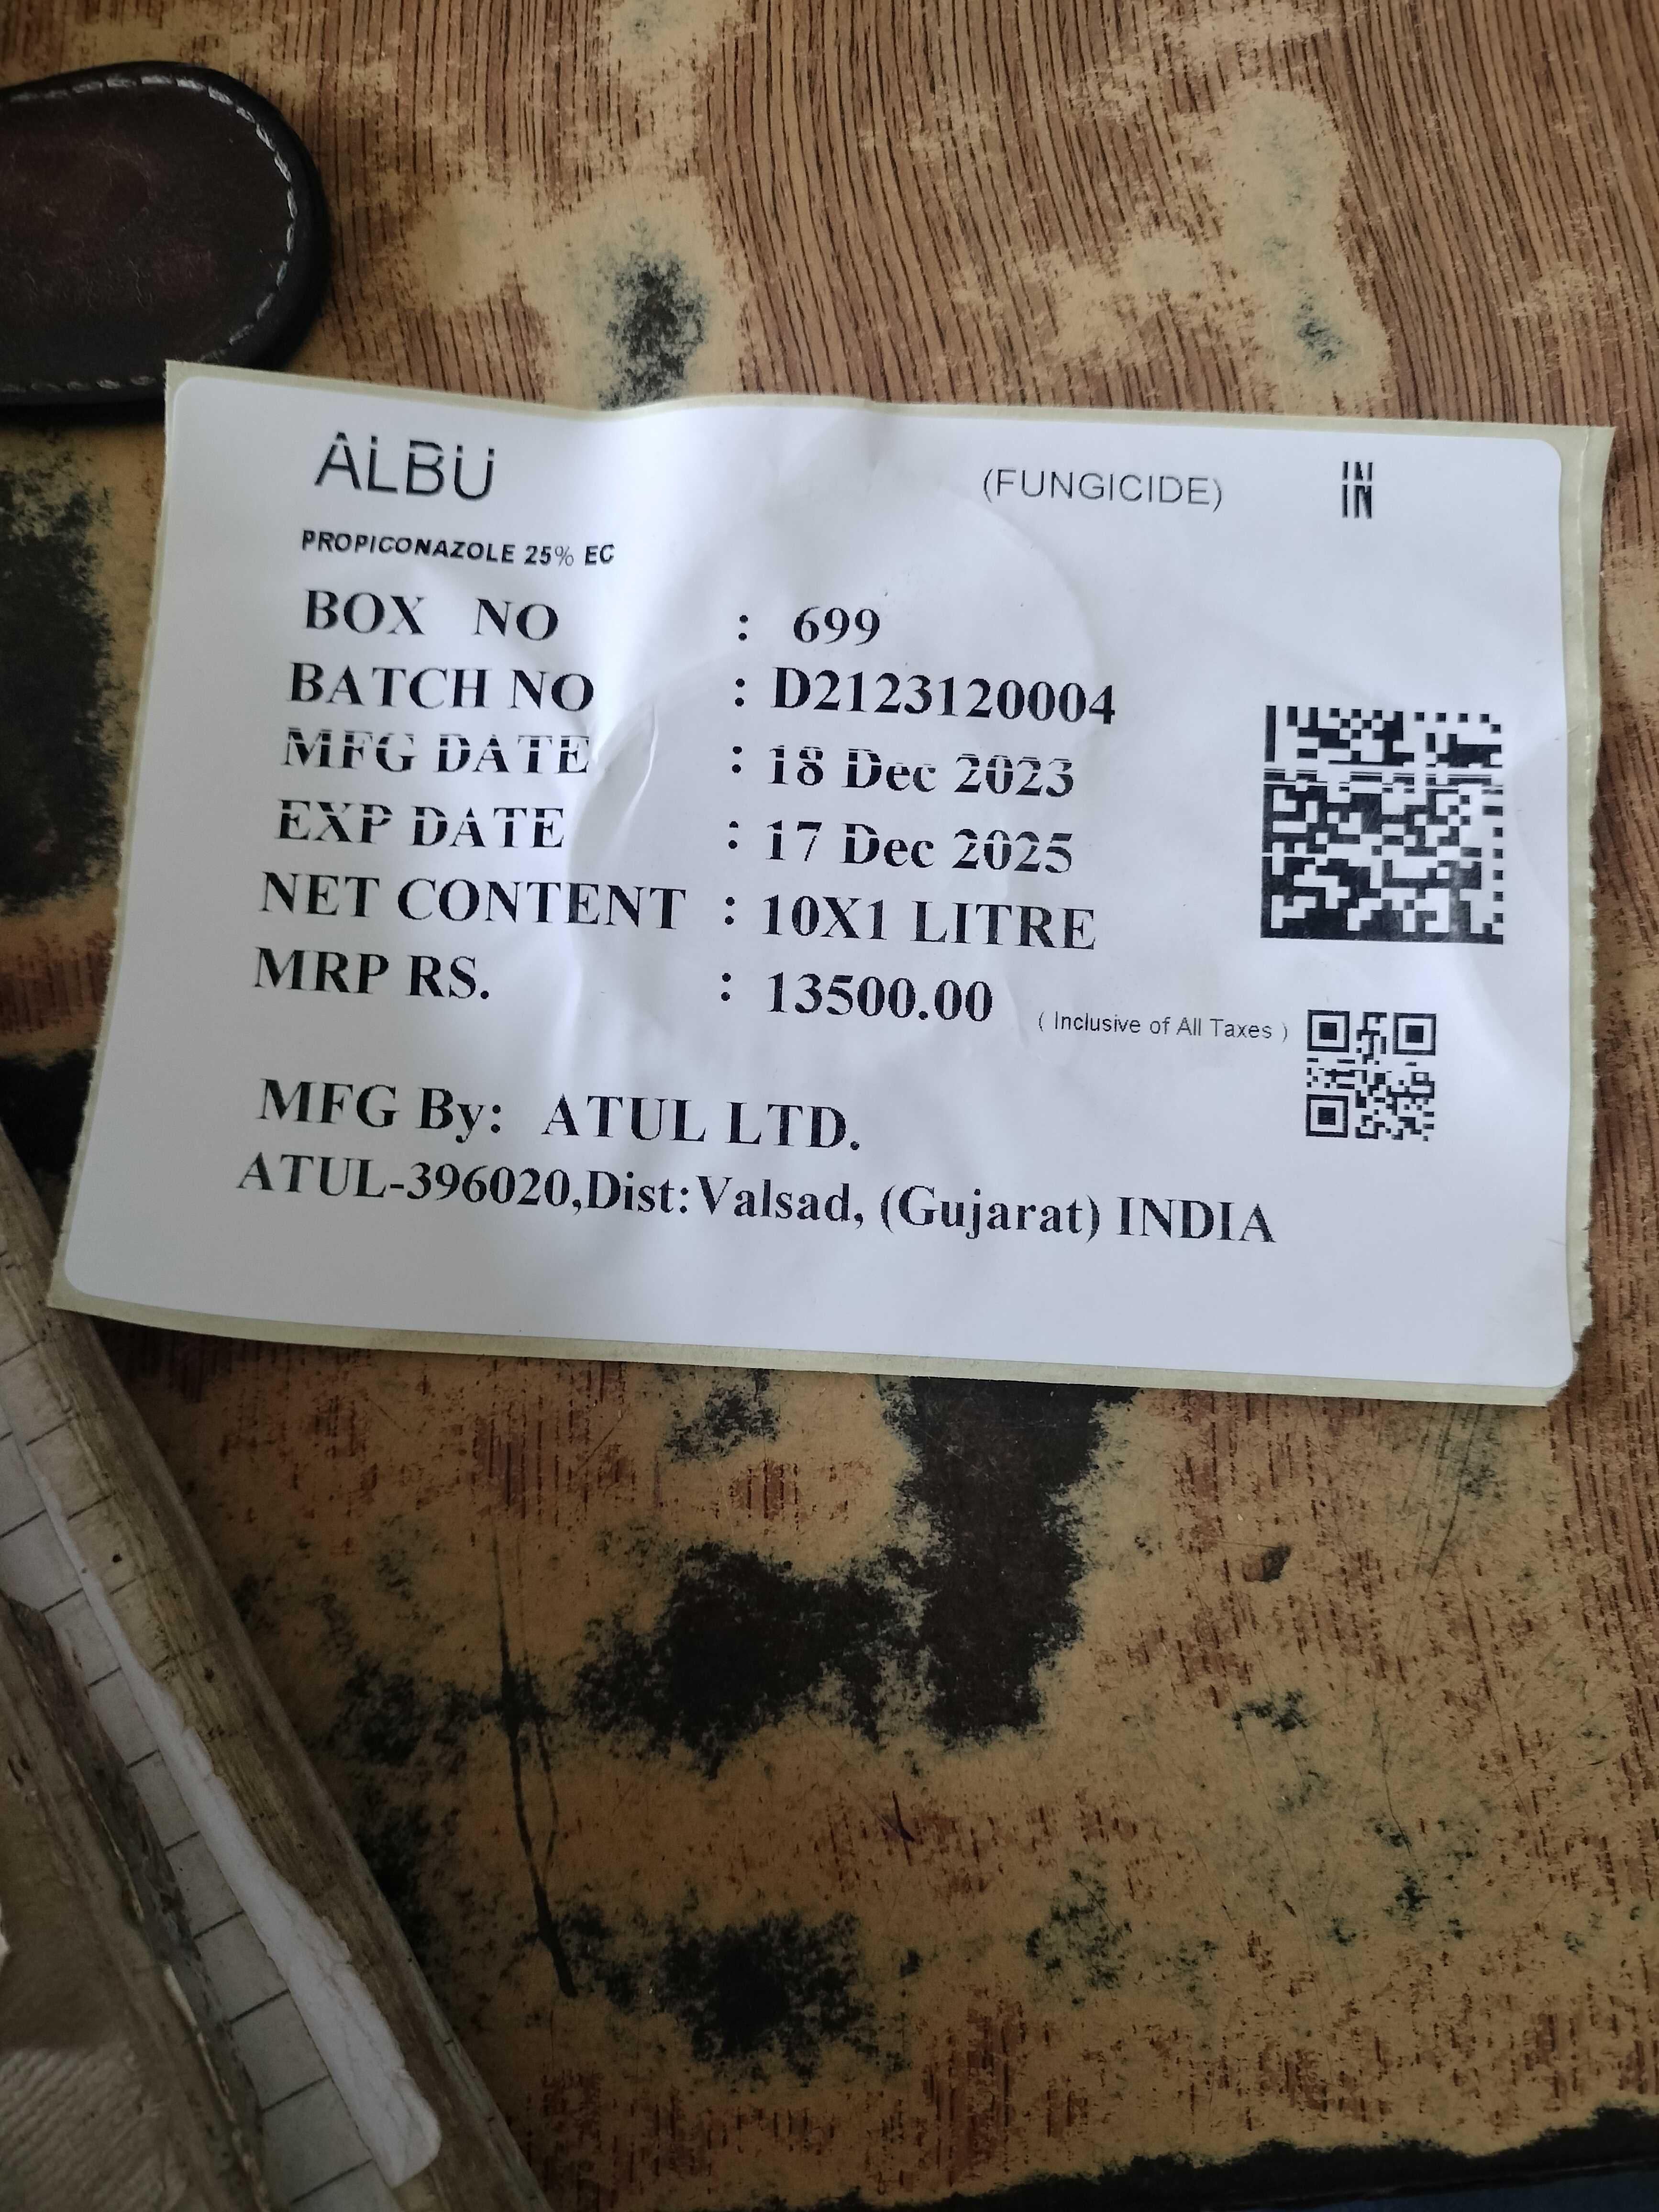 ALBU (FUNGICIDE) IN
PROPICONAZOLE 25% EC
BOX NO : 699
BATCH NO : D2123120004
MFG DATE : 18 Dec 2023
EXP DATE : 17 Dec 2025
NET CONTENT : 10X1 LITRE
MRP RS. : 13500.00 ( Inclusive of All Taxes )
MFG By: ATUL LTD.
ATUL-396020,Dist:Valsad, (Gujarat) INDIA